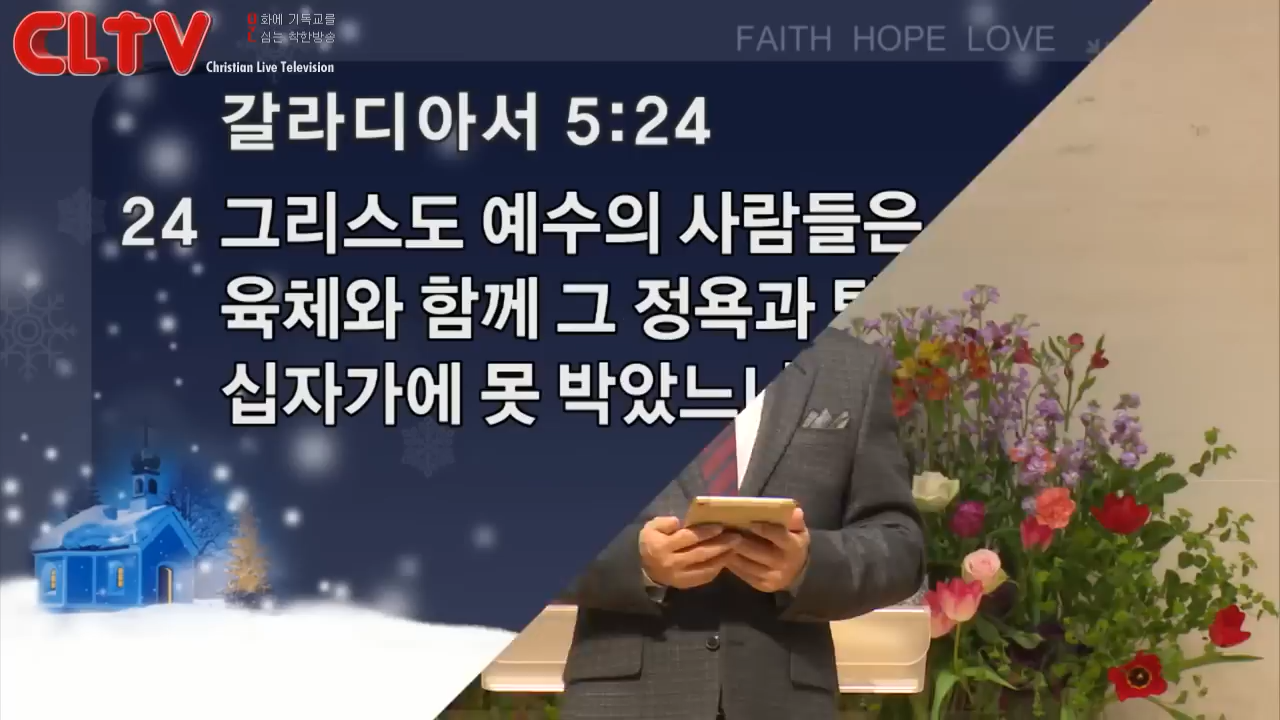 CLTV
문화에 기독교를
심는 착한방송
Christian Live Television
FAITH HOPE LOVE
갈라디아서 5:24
24 그리스도 예수의 사람들은
육체와 함께 그 정욕과
십자가에 못 박았느니